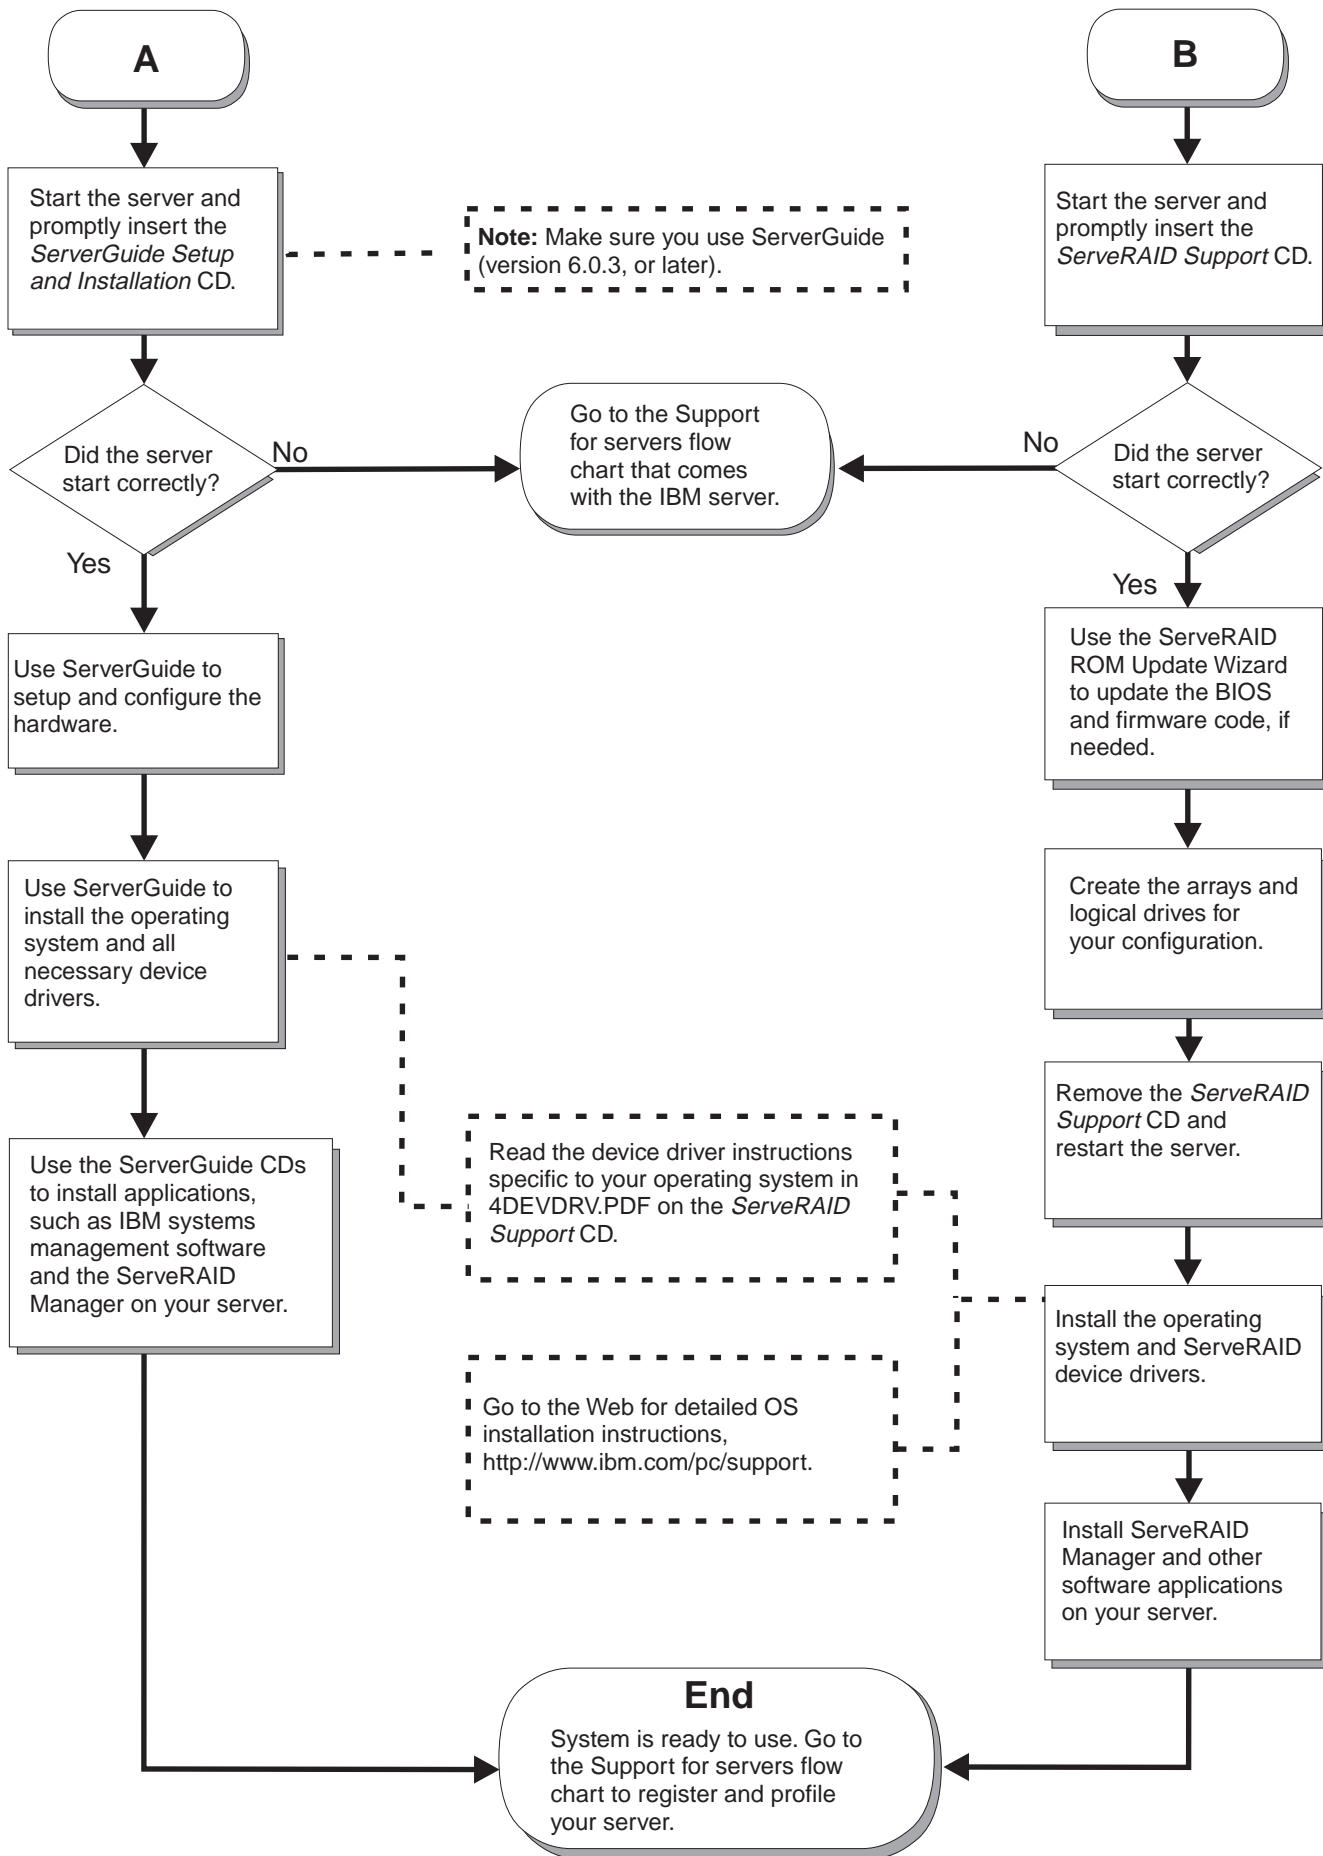 A
Start the server and
promptly insert the
ServerGuide Setup
and Installation CD.
Note: Make sure you use ServerGuide
(version 6.0.3, or later).
Did the server
start correctly?
No
Yes
Go to the Support
for servers flow
chart that comes
with the IBM server.
Use ServerGuide to
setup and configure the
hardware.
Use ServerGuide to
install the operating
system and all
necessary device
drivers.
Use the ServerGuide CDs
to install applications,
such as IBM systems
management software
and the ServeRAID
Manager on your server.
B
Start the server and
promptly insert the
ServeRAID Support CD.
Did the server
start correctly?
No
Yes
Use the ServeRAID
ROM Update Wizard
to update the BIOS
and firmware code, if
needed.
Create the arrays and
logical drives for
your configuration.
Remove the ServeRAID
Support CD and
restart the server.
Read the device driver instructions
specific to your operating system in
4DEVDRV.PDF on the ServeRAID
Support CD.
Install the operating
system and ServeRAID
device drivers.
Go to the Web for detailed OS
installation instructions,
http://www.ibm.com/pc/support.
Install ServeRAID
Manager and other
software applications
on your server.
End
System is ready to use. Go to
the Support for servers flow
chart to register and profile
your server.